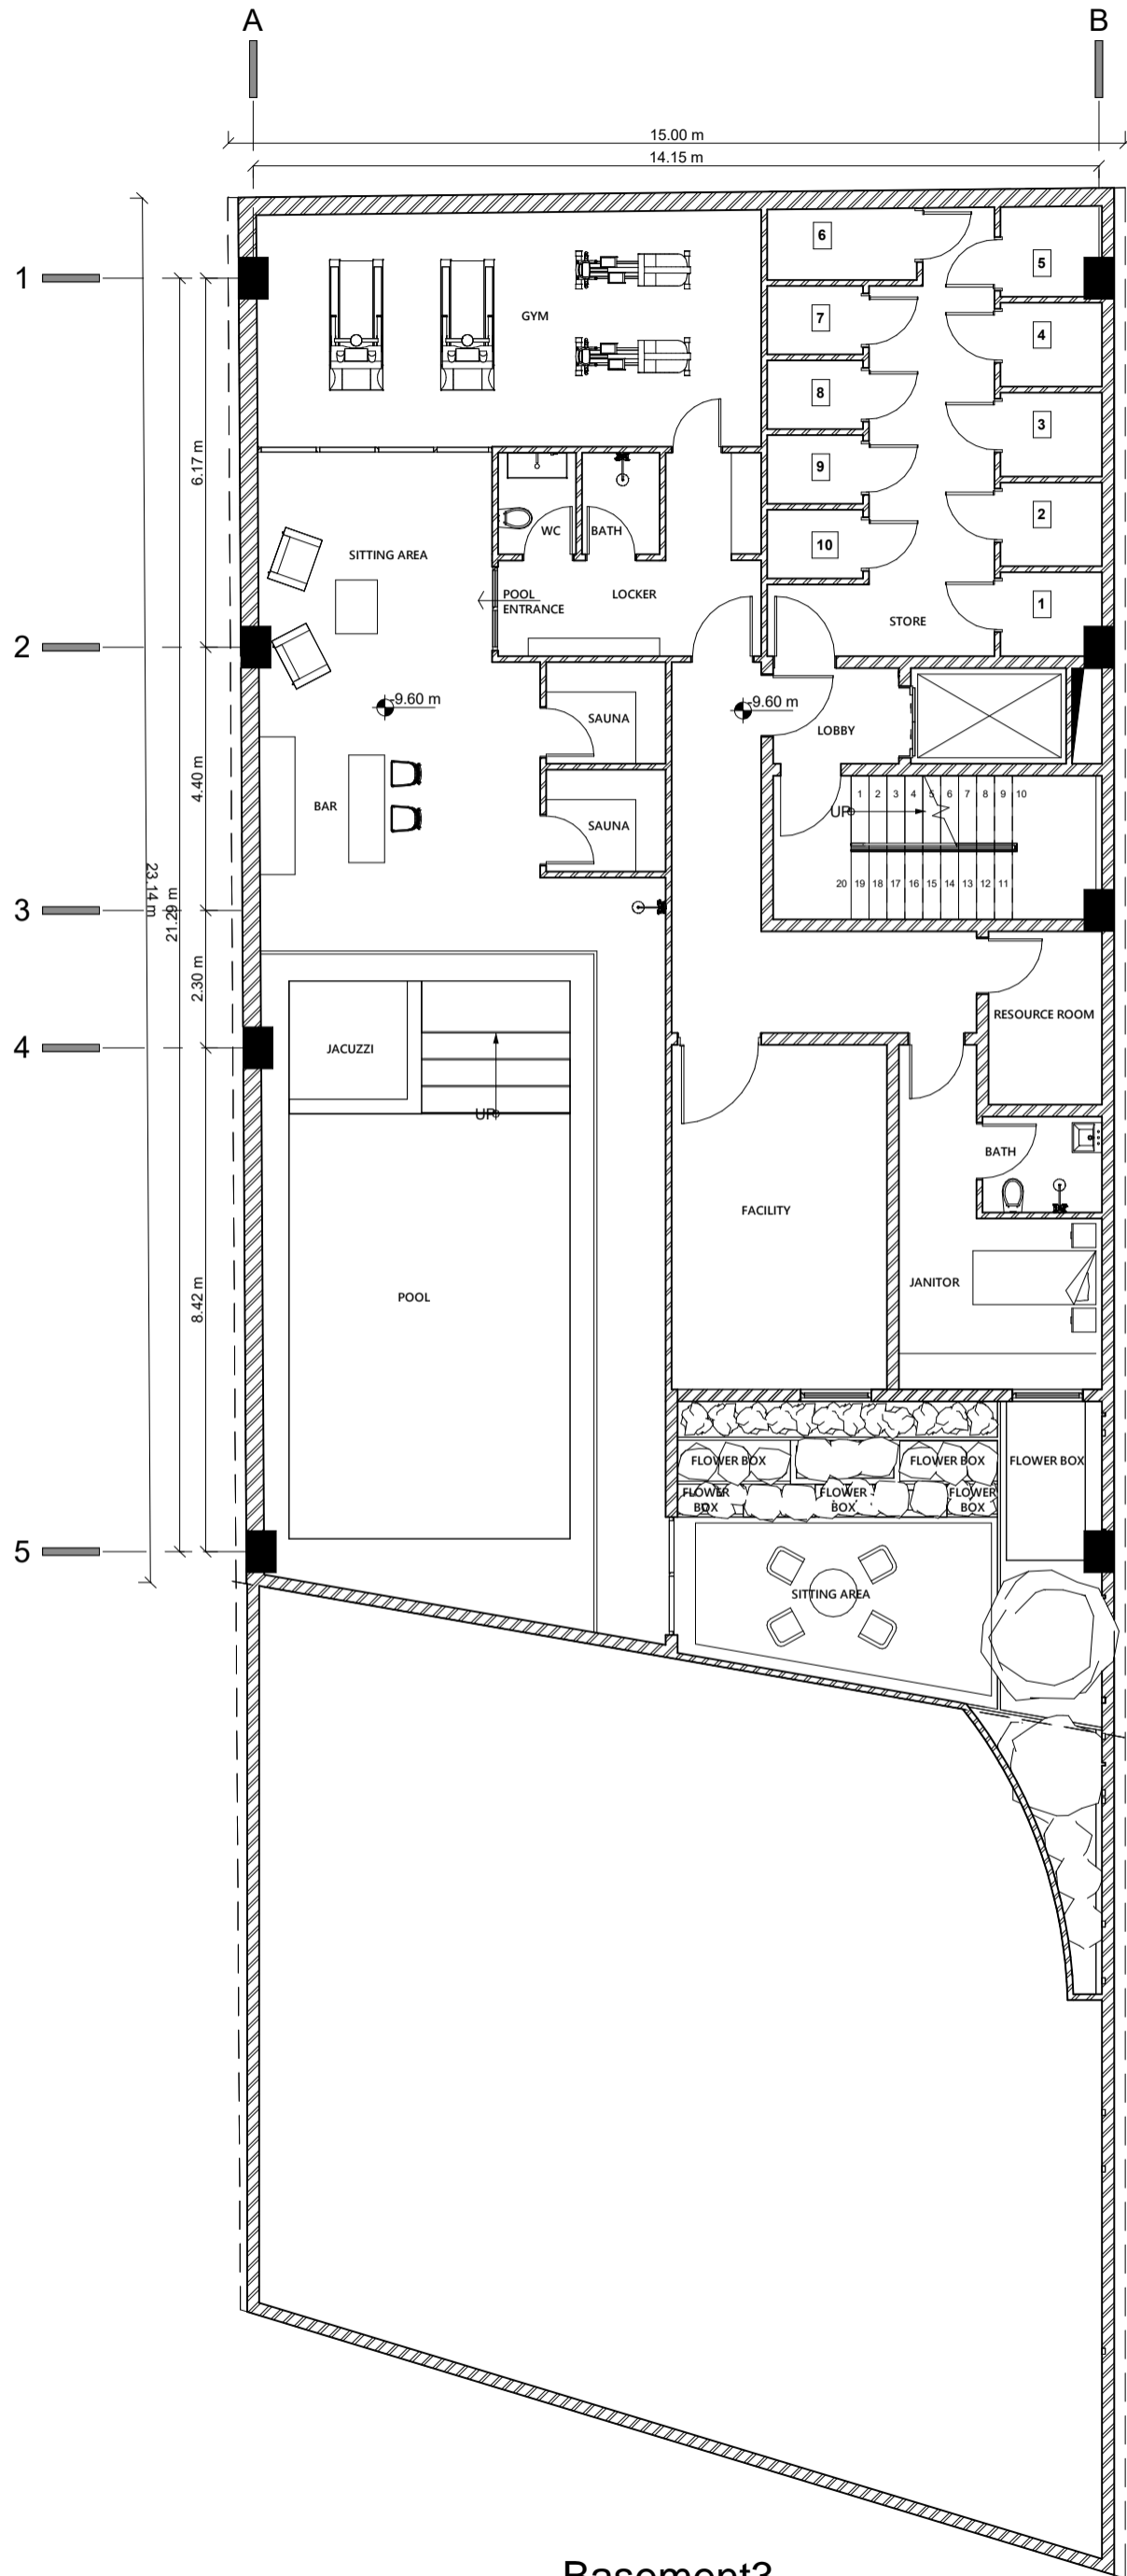 A
B
15.00 m
14.15 m
1
2
3
4
5
6.17 m
4.40 m
2.30 m
8.42 m
21.29 m
23.14 m
GYM
6
5
7
4
8
3
9
2
10
1
STORE
WC
BATH
SITTING AREA
POOL
ENTRANCE
LOCKER
-9.60 m
-9.60 m
SAUNA
LOBBY
BAR
SAUNA
1 2 3 4 5 6 7 8 9 10
UP
20 19 18 17 16 15 14 13 12 11
RESOURCE ROOM
JACUZZI
UP
BATH
FACILITY
JANITOR
POOL
FLOWER BOX
FLOWER BOX
FLOWER BOX
FLOWER
BOX
FLOWER
BOX
FLOWER
BOX
SITTING AREA
Basement3